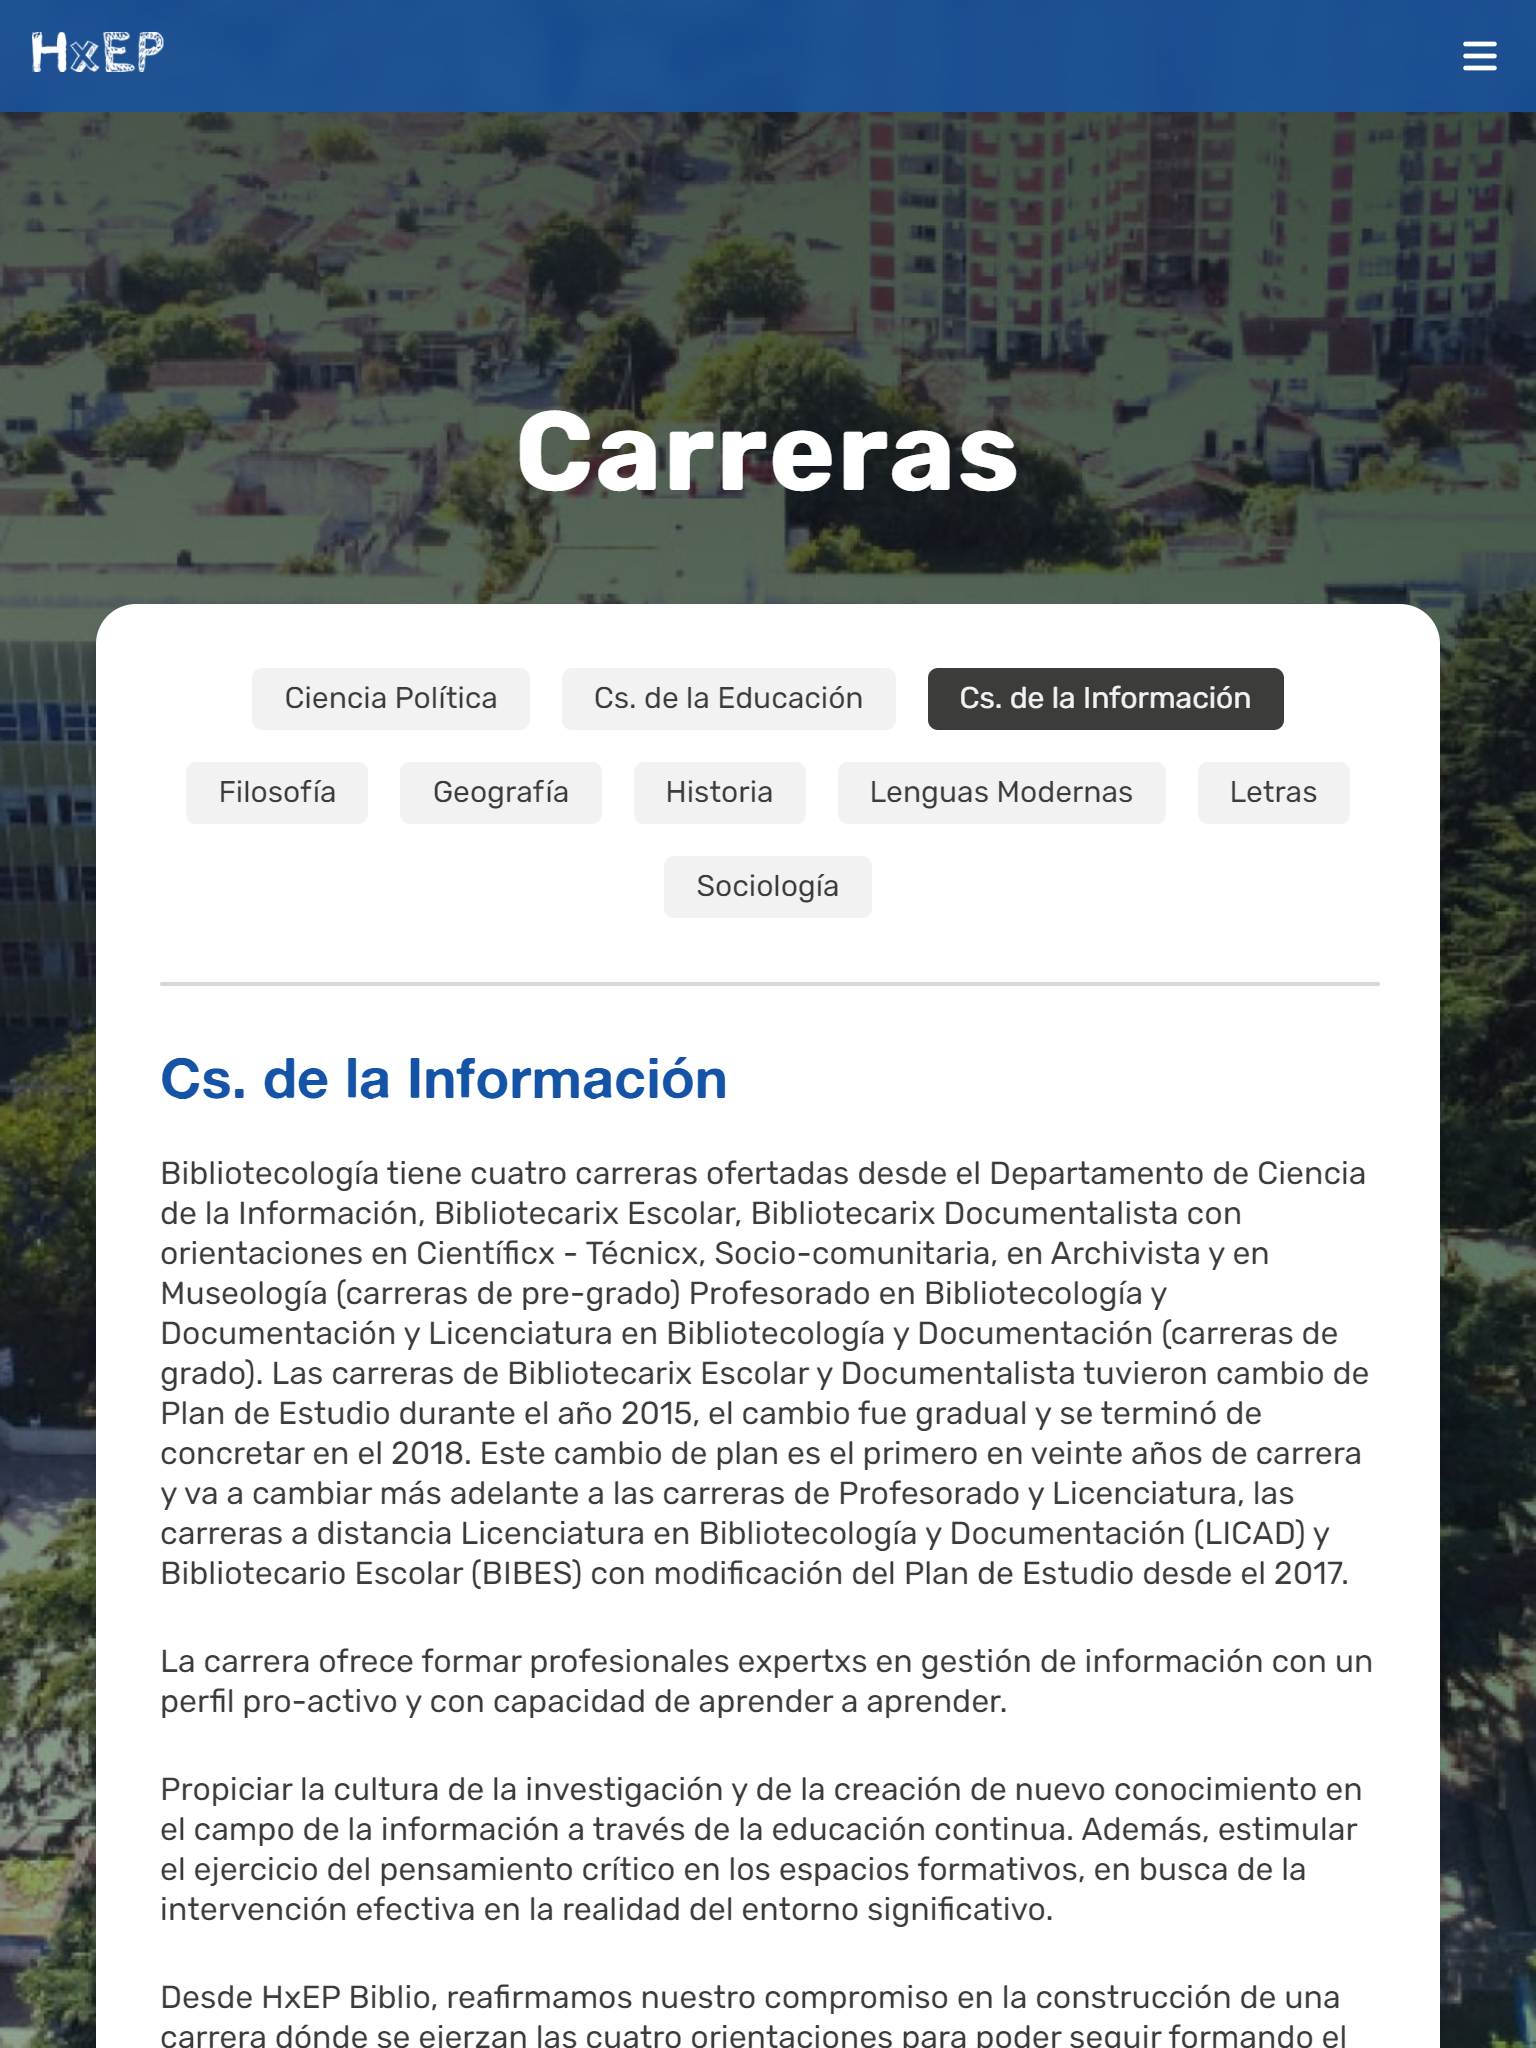 HxEP
Carreras
Ciencia Política Cs. de la Educación Cs. de la Información
Filosofía Geografía Historia Lenguas Modernas Letras
Sociología
Cs. de la Información
Bibliotecología tiene cuatro carreras ofertadas desde el Departamento de Ciencia
de la Información, Bibliotecarix Escolar, Bibliotecarix Documentalista con
orientaciones en Científicx - Técnicx, Socio-comunitaria, en Archivista y en
Museología (carreras de pre-grado) Profesorado en Bibliotecología y
Documentación y Licenciatura en Bibliotecología y Documentación (carreras de
grado). Las carreras de Bibliotecarix Escolar y Documentalista tuvieron cambio de
Plan de Estudio durante el año 2015, el cambio fue gradual y se terminó de
concretar en el 2018. Este cambio de plan es el primero en veinte años de carrera
y va a cambiar más adelante a las carreras de Profesorado y Licenciatura, las
carreras a distancia Licenciatura en Bibliotecología y Documentación (LICAD) y
Bibliotecario Escolar (BIBES) con modificación del Plan de Estudio desde el 2017.
La carrera ofrece formar profesionales expertxs en gestión de información con un
perfil pro-activo y con capacidad de aprender a aprender.
Propiciar la cultura de la investigación y de la creación de nuevo conocimiento en
el campo de la información a través de la educación continua. Además, estimular
el ejercicio del pensamiento crítico en los espacios formativos, en busca de la
intervención efectiva en la realidad del entorno significativo.
Desde HxEP Biblio, reafirmamos nuestro compromiso en la construcción de una
carrera dónde se ejerzan las cuatro orientaciones para poder seguir formando el